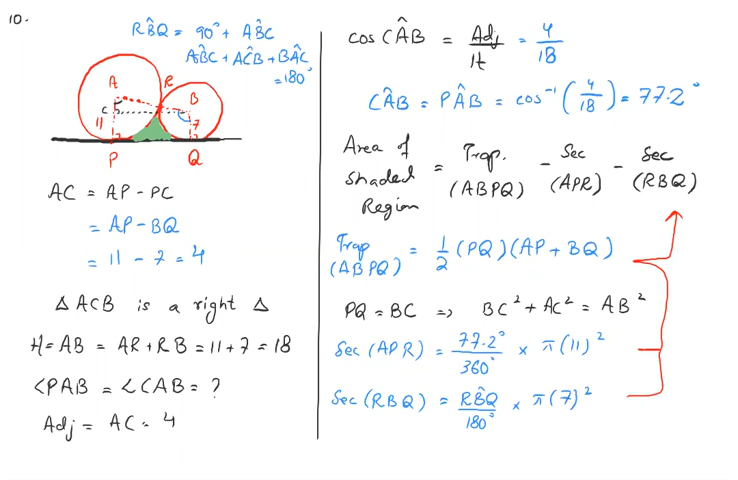 10.
RB̂Q = 90° + AB̂C
AB̂C + AĈB + BÂC
= 180°
A
R
B
C
11
7
P
Q
AC = AP - PC
= AP - BQ
= 11 - 7 = 4
△ ACB is a right △
H = AB = AR + RB = 11 + 7 = 18
<PAB = <CAB = ?
Adj = AC = 4
cos CÂB = Adj/H = 4/18
CÂB = PÂB = cos⁻¹(4/18) = 77.2°
Area of Shaded Region = Trap. (ABPQ) - Sec (APR) - Sec (RBQ)
Trap (ABPQ) = 1/2 (PQ)(AP + BQ)
PQ = BC => BC² + AC² = AB²
Sec (APR) = 77.2°/360° × π(11)²
Sec (RBQ) = RB̂Q/180° × π(7)²